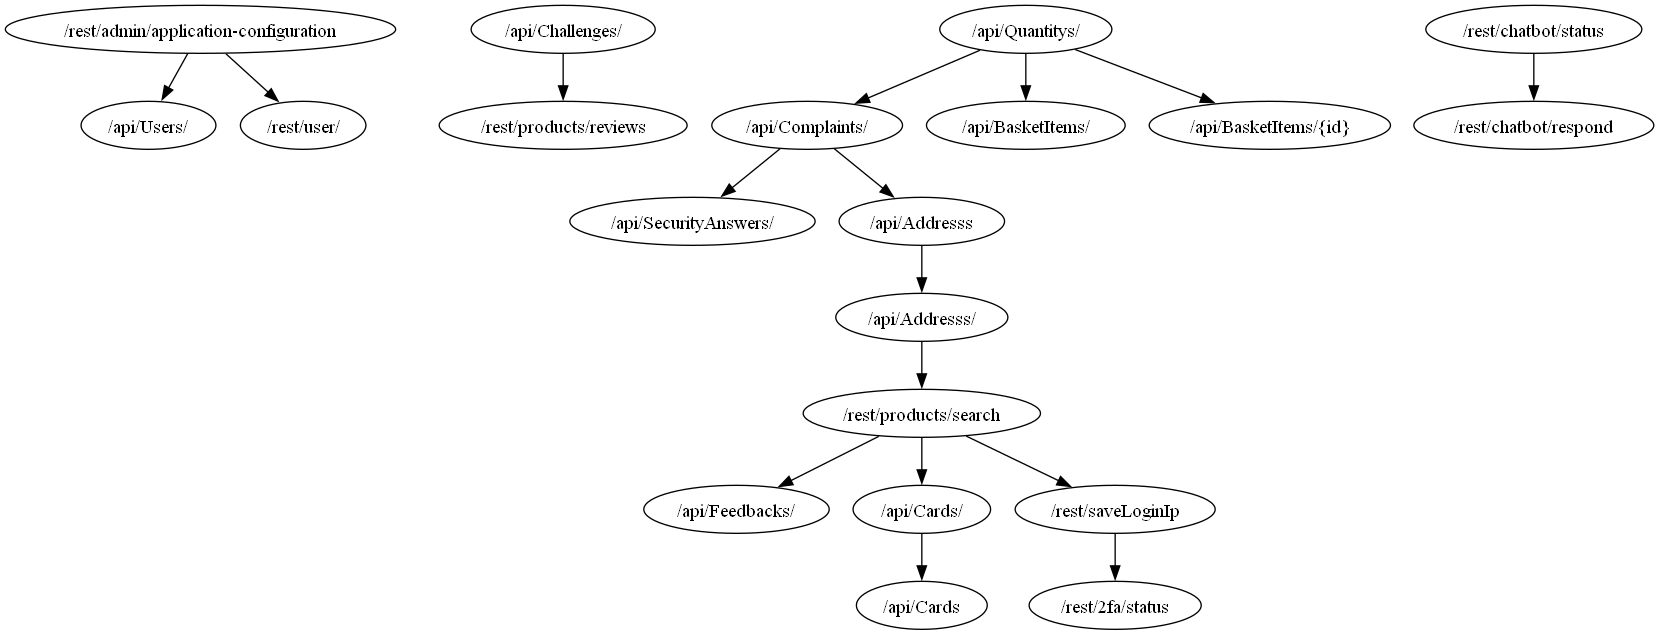 /rest/admin/application-configuration
/api/Challenges/
/api/Quantitys/
/rest/chatbot/status
/api/Users/
/rest/user/
/rest/products/reviews
/api/Complaints/
/api/BasketItems/
/api/BasketItems/{id}
/rest/chatbot/respond
/api/SecurityAnswers/
/api/Addresss
/api/Addresss/
/rest/products/search
/api/Feedbacks/
/api/Cards/
/rest/saveLoginIp
/api/Cards
/rest/2fa/status